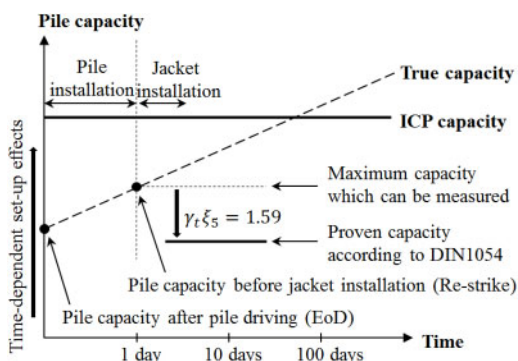 Pile capacity
Pile
installation
Jacket
installation
True capacity
ICP capacity
Time-dependent set-up effects
Maximum capacity
which can be measured
γₜξ₅ = 1.59
Proven capacity
according to DIN1054
Pile capacity before jacket installation (Re-strike)
Pile capacity after pile driving (EoD)
Time
1 day
10 days
100 days